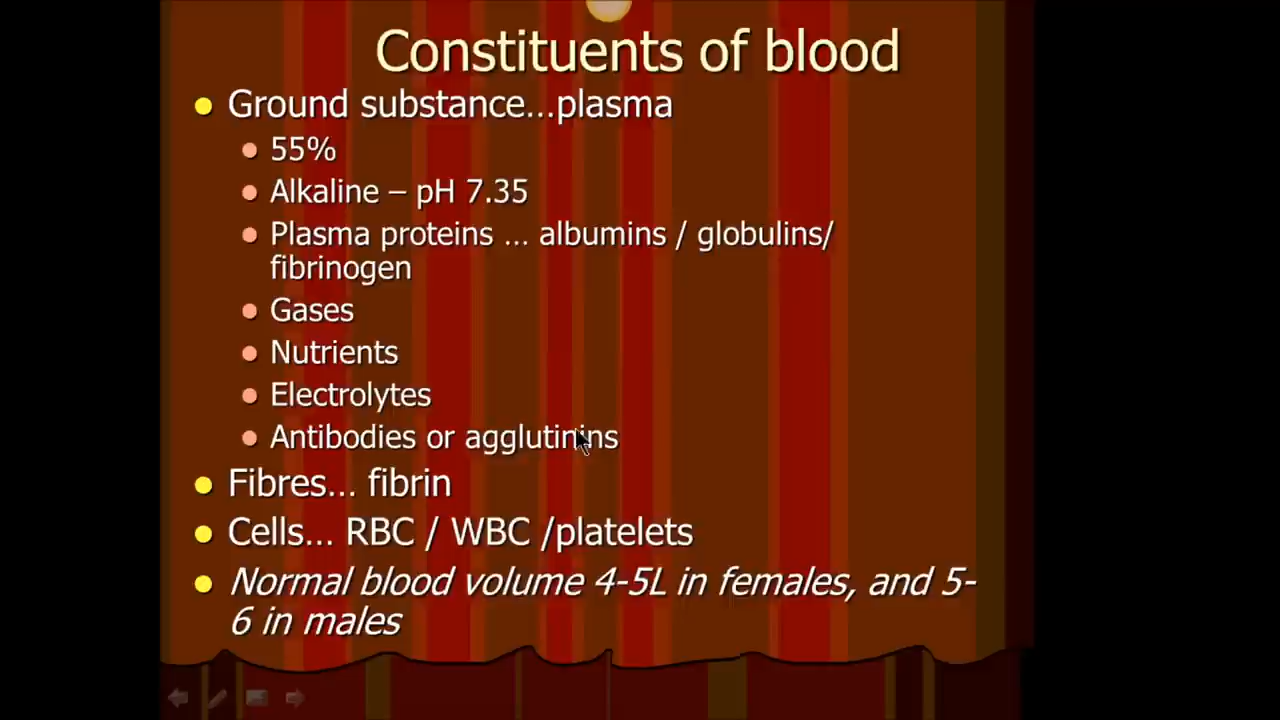 Constituents of blood
Ground substance...plasma
55%
Alkaline – pH 7.35
Plasma proteins ... albumins / globulins/
fibrinogen
Gases
Nutrients
Electrolytes
Antibodies or agglutinins
Fibres... fibrin
Cells... RBC / WBC /platelets
Normal blood volume 4-5L in females, and 5-
6 in males